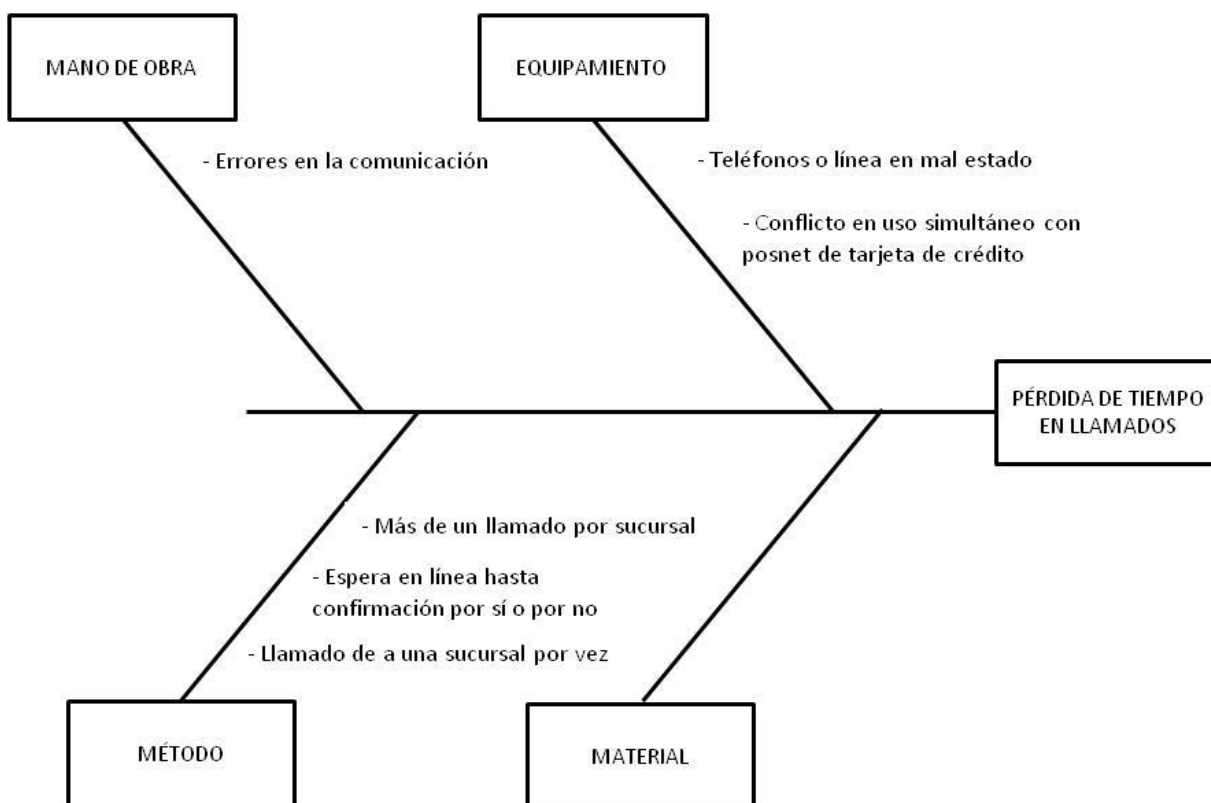 MANO DE OBRA
EQUIPAMIENTO
- Errores en la comunicación
- Teléfonos o línea en mal estado
- Conflicto en uso simultáneo con
posnet de tarjeta de crédito
PÉRDIDA DE TIEMPO
EN LLAMADOS
- Más de un llamado por sucursal
- Espera en línea hasta
confirmación por sí o por no
- Llamado de a una sucursal por vez
MÉTODO
MATERIAL